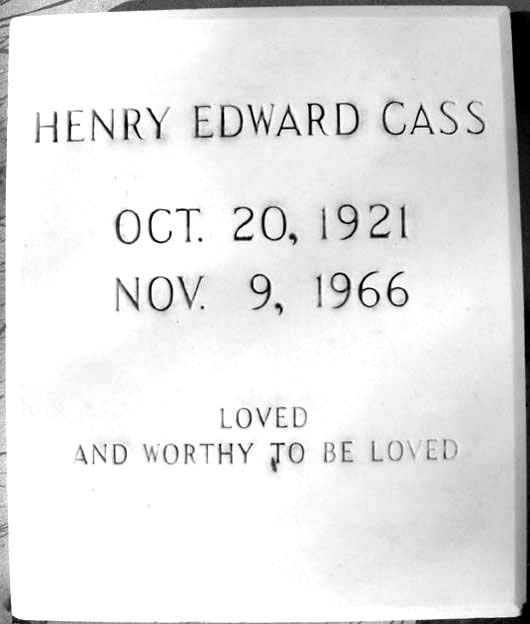 HENRY EDWARD CASS
OCT. 20, 1921
NOV. 9, 1966
LOVED
AND WORTHY TO BE LOVED